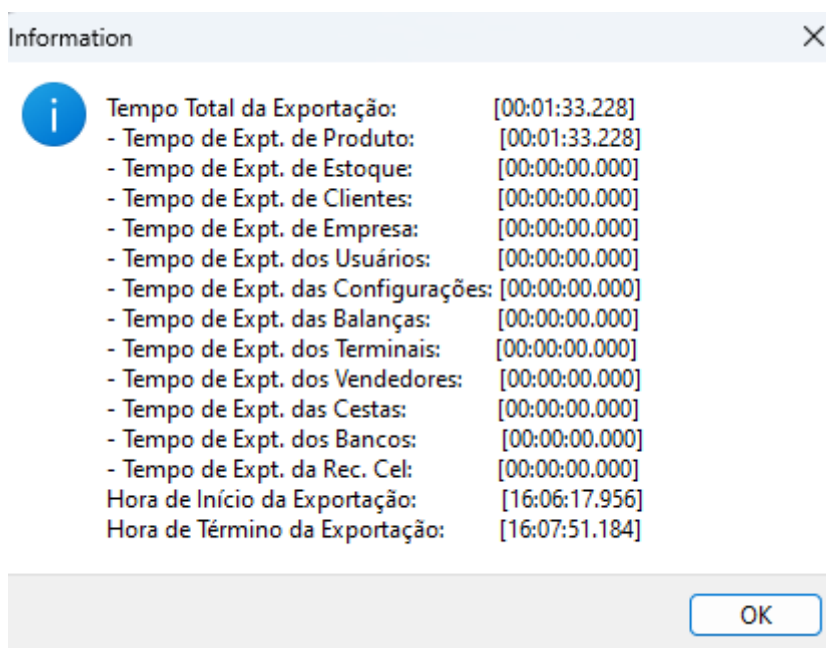 Information
Tempo Total da Exportação: [00:01:33.228]
- Tempo de Expt. de Produto: [00:01:33.228]
- Tempo de Expt. de Estoque: [00:00:00.000]
- Tempo de Expt. de Clientes: [00:00:00.000]
- Tempo de Expt. de Empresa: [00:00:00.000]
- Tempo de Expt. dos Usuários: [00:00:00.000]
- Tempo de Expt. das Configurações: [00:00:00.000]
- Tempo de Expt. das Balanças: [00:00:00.000]
- Tempo de Expt. dos Terminais: [00:00:00.000]
- Tempo de Expt. dos Vendedores: [00:00:00.000]
- Tempo de Expt. das Cestas: [00:00:00.000]
- Tempo de Expt. dos Bancos: [00:00:00.000]
- Tempo de Expt. da Rec. Cel: [00:00:00.000]
Hora de Início da Exportação: [16:06:17.956]
Hora de Término da Exportação: [16:07:51.184]
OK